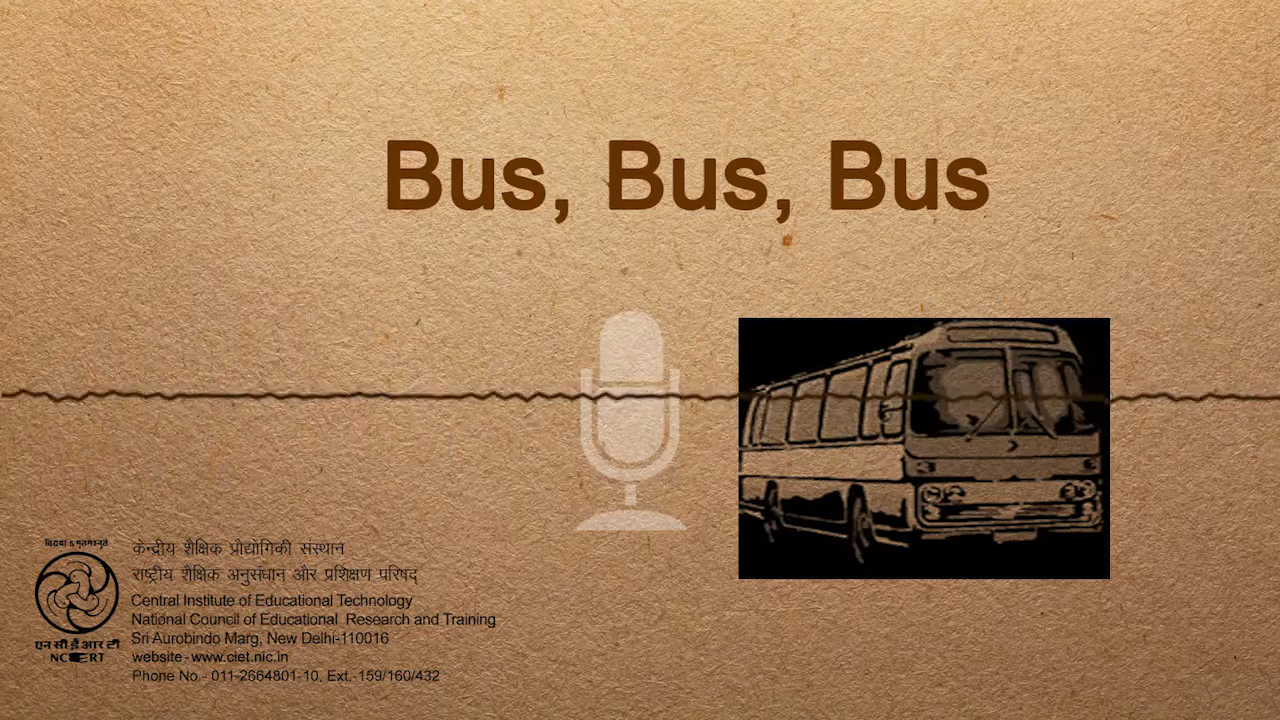 Bus, Bus, Bus
विद्यया ऽ मृतमश्नुते
एन सी ई आर टी
NCERT
केन्द्रीय शैक्षिक प्रौद्योगिकी संस्थान
राष्ट्रीय शैक्षिक अनुसंधान और प्रशिक्षण परिषद्
Central Institute of Educational Technology
National Council of Educational Research and Training
Sri Aurobindo Marg, New Delhi-110016
website - www.ciet.nic.in
Phone No.- 011-2664801-10, Ext.-159/160/432